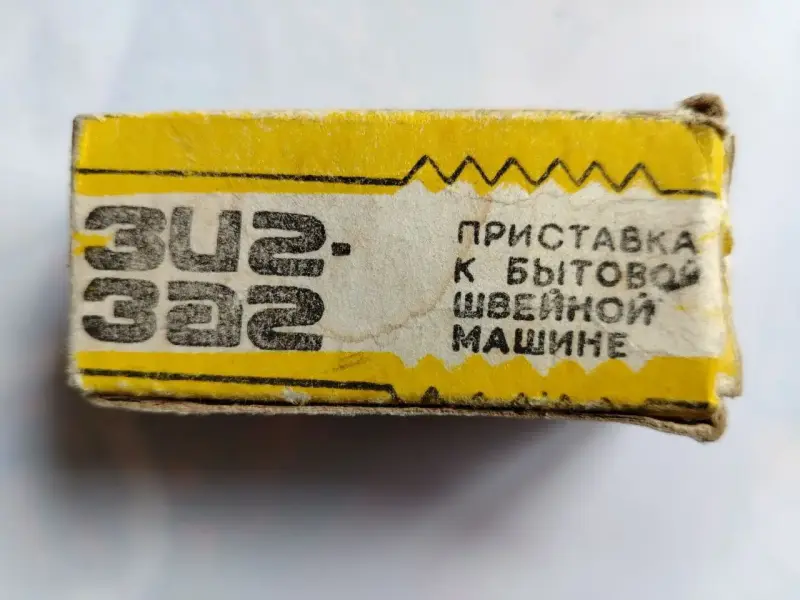 зиг-
заг
ПРИСТАВКА
К БЫТОВОЙ
ШВЕЙНОЙ
МАШИНЕ